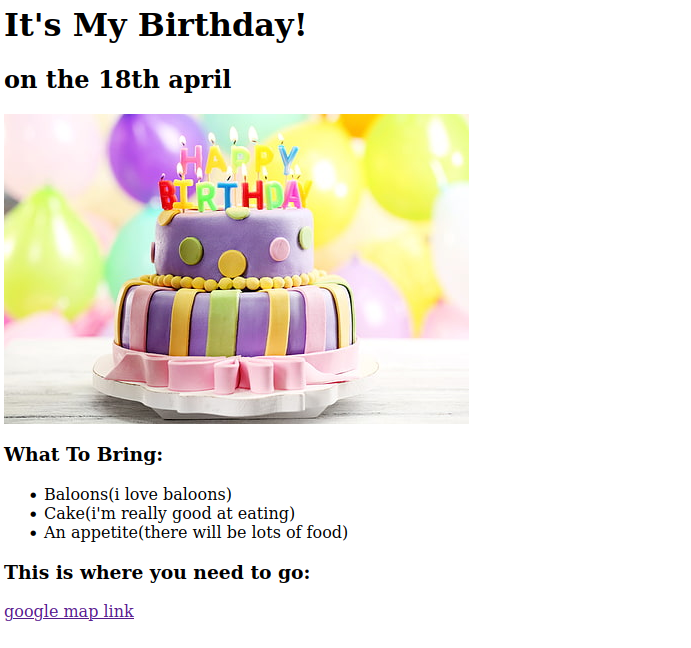 It's My Birthday!
on the 18th april
HAPPY
BIRTHDAY
What To Bring:
Baloons(i love baloons)
Cake(i'm really good at eating)
An appetite(there will be lots of food)
This is where you need to go:
google map link